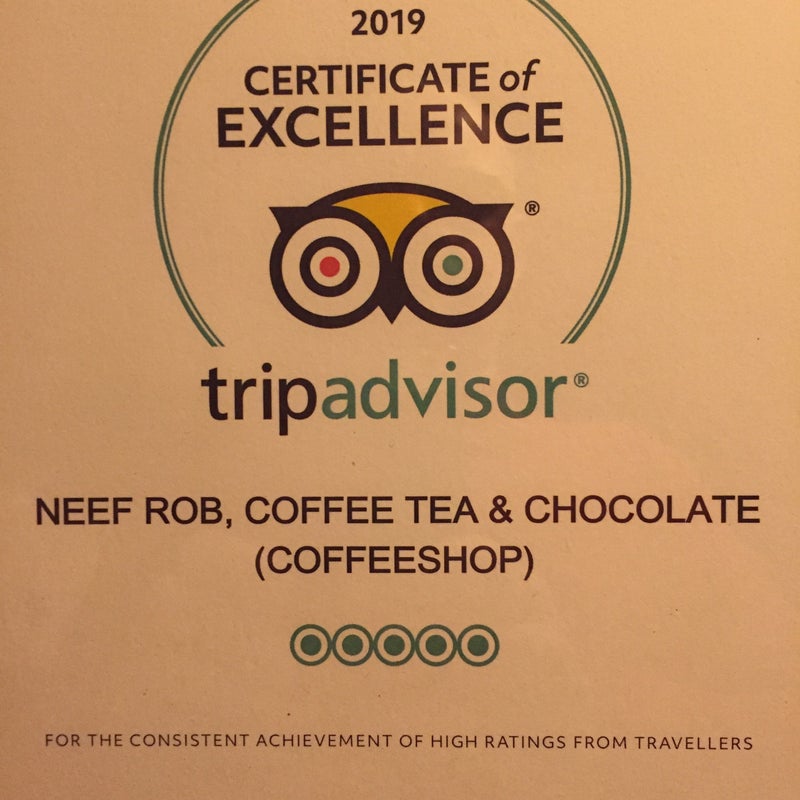 2019
CERTIFICATE of
EXCELLENCE
®
tripadvisor®
NEEF ROB, COFFEE TEA & CHOCOLATE
(COFFEESHOP)
FOR THE CONSISTENT ACHIEVEMENT OF HIGH RATINGS FROM TRAVELLERS